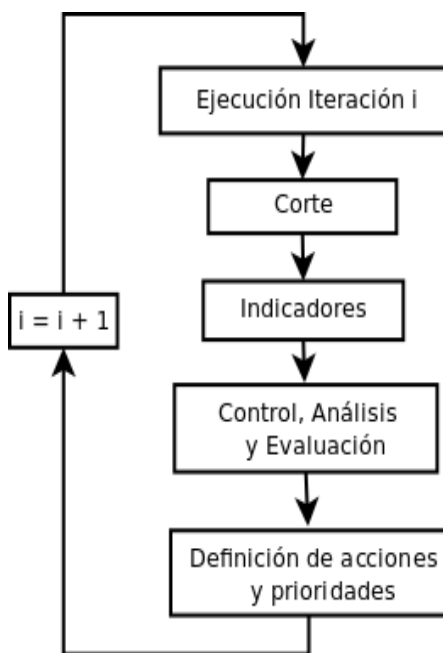 Ejecución Iteración i
Corte
Indicadores
i = i + 1
Control, Análisis
y Evaluación
Definición de acciones
y prioridades